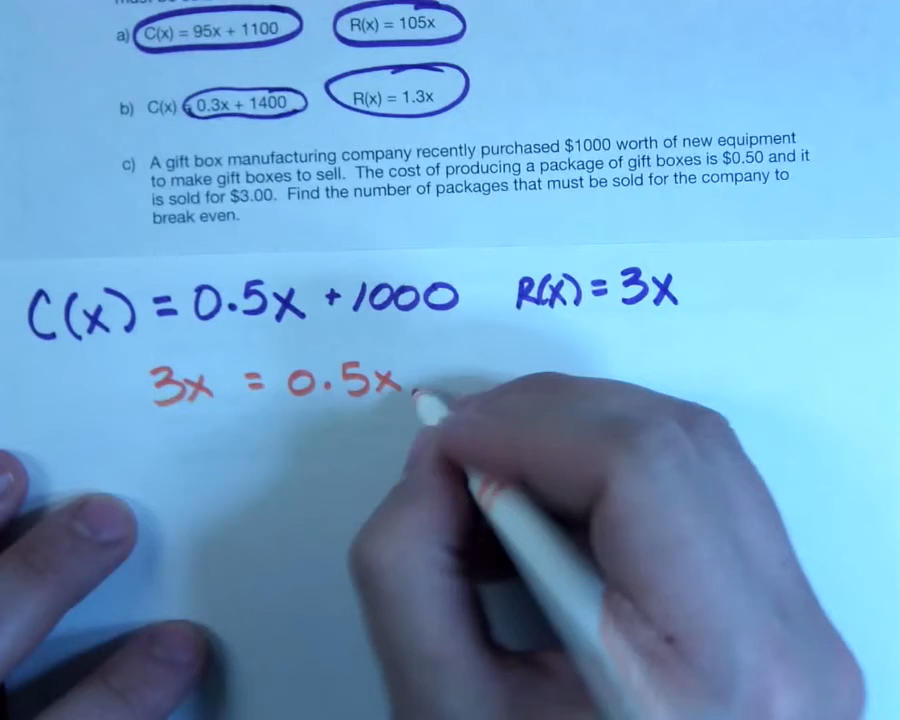 a) C(x) = 95x + 1100 R(x) = 105x
b) C(x) = 0.3x + 1400 R(x) = 1.3x
c) A gift box manufacturing company recently purchased $1000 worth of new equipment
to make gift boxes to sell. The cost of producing a package of gift boxes is $0.50 and it
is sold for $3.00. Find the number of packages that must be sold for the company to
break even.
C(x) = 0.5x + 1000 R(x) = 3x
3x = 0.5x